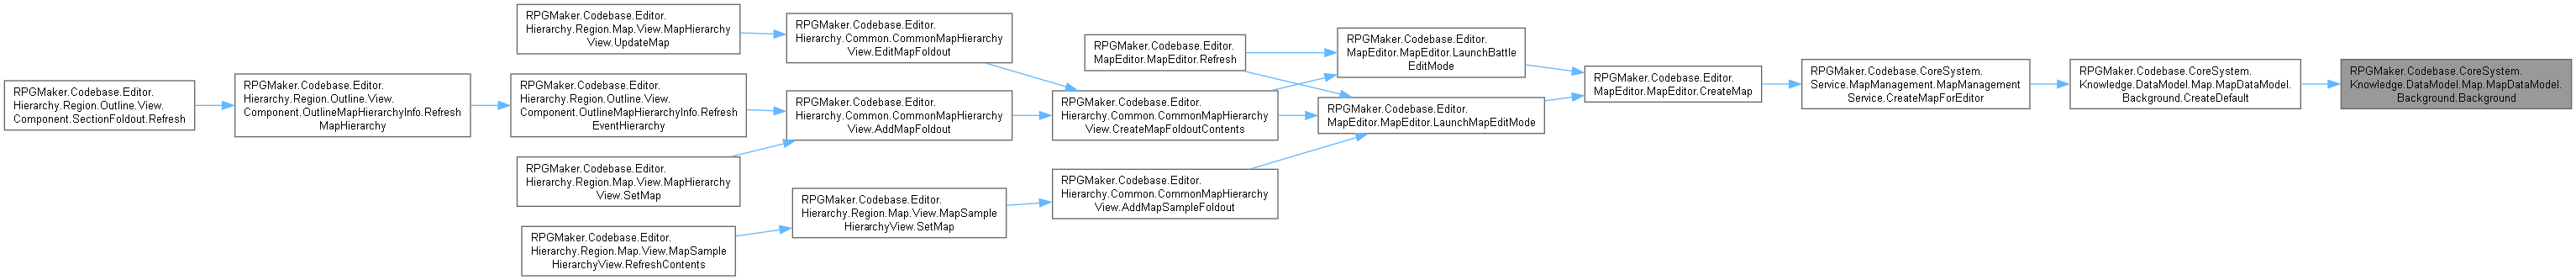 RPGMaker.Codebase.Editor.
Hierarchy.Region.Outline.View.
Component.SectionFoldout.Refresh
RPGMaker.Codebase.Editor.
Hierarchy.Region.Outline.View.
Component.OutlineMapHierarchyInfo.Refresh
MapHierarchy
RPGMaker.Codebase.Editor.
Hierarchy.Region.Map.View.MapHierarchy
View.UpdateMap
RPGMaker.Codebase.Editor.
Hierarchy.Region.Outline.View.
Component.OutlineMapHierarchyInfo.Refresh
EventHierarchy
RPGMaker.Codebase.Editor.
Hierarchy.Region.Map.View.MapHierarchy
View.SetMap
RPGMaker.Codebase.Editor.
Hierarchy.Region.Map.View.MapSample
HierarchyView.RefreshContents
RPGMaker.Codebase.Editor.
Hierarchy.Common.CommonMapHierarchy
View.EditMapFoldout
RPGMaker.Codebase.Editor.
Hierarchy.Common.CommonMapHierarchy
View.AddMapFoldout
RPGMaker.Codebase.Editor.
Hierarchy.Region.Map.View.MapSample
HierarchyView.SetMap
RPGMaker.Codebase.Editor.
MapEditor.MapEditor.Refresh
RPGMaker.Codebase.Editor.
Hierarchy.Common.CommonMapHierarchy
View.CreateMapFoldoutContents
RPGMaker.Codebase.Editor.
Hierarchy.Common.CommonMapHierarchy
View.AddMapSampleFoldout
RPGMaker.Codebase.Editor.
MapEditor.MapEditor.LaunchBattle
EditMode
RPGMaker.Codebase.Editor.
MapEditor.MapEditor.LaunchMapEditMode
RPGMaker.Codebase.Editor.
MapEditor.MapEditor.CreateMap
RPGMaker.Codebase.CoreSystem.
Service.MapManagement.MapManagement
Service.CreateMapForEditor
RPGMaker.Codebase.CoreSystem.
Knowledge.DataModel.Map.MapDataModel.
Background.CreateDefault
RPGMaker.Codebase.CoreSystem.
Knowledge.DataModel.Map.MapDataModel.
Background.Background